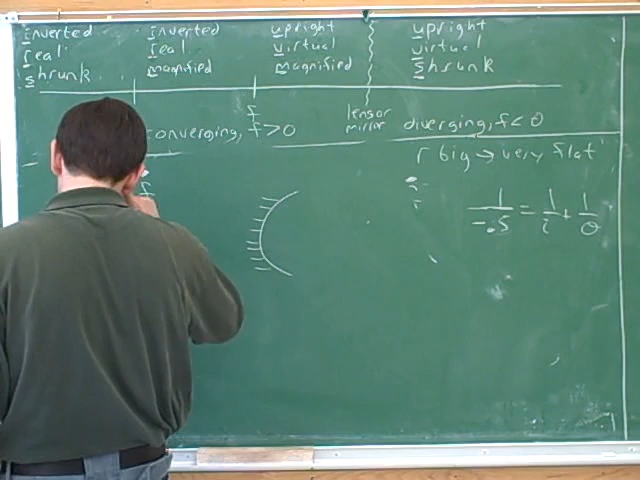 inverted
real
shrunk
inverted
real
magnified
upright
virtual
magnified
upright
virtual
shrunk
f
converging, f>0
lens or
mirror
diverging, f<0
r big → very flat
1/-.5 = 1/i + 1/o